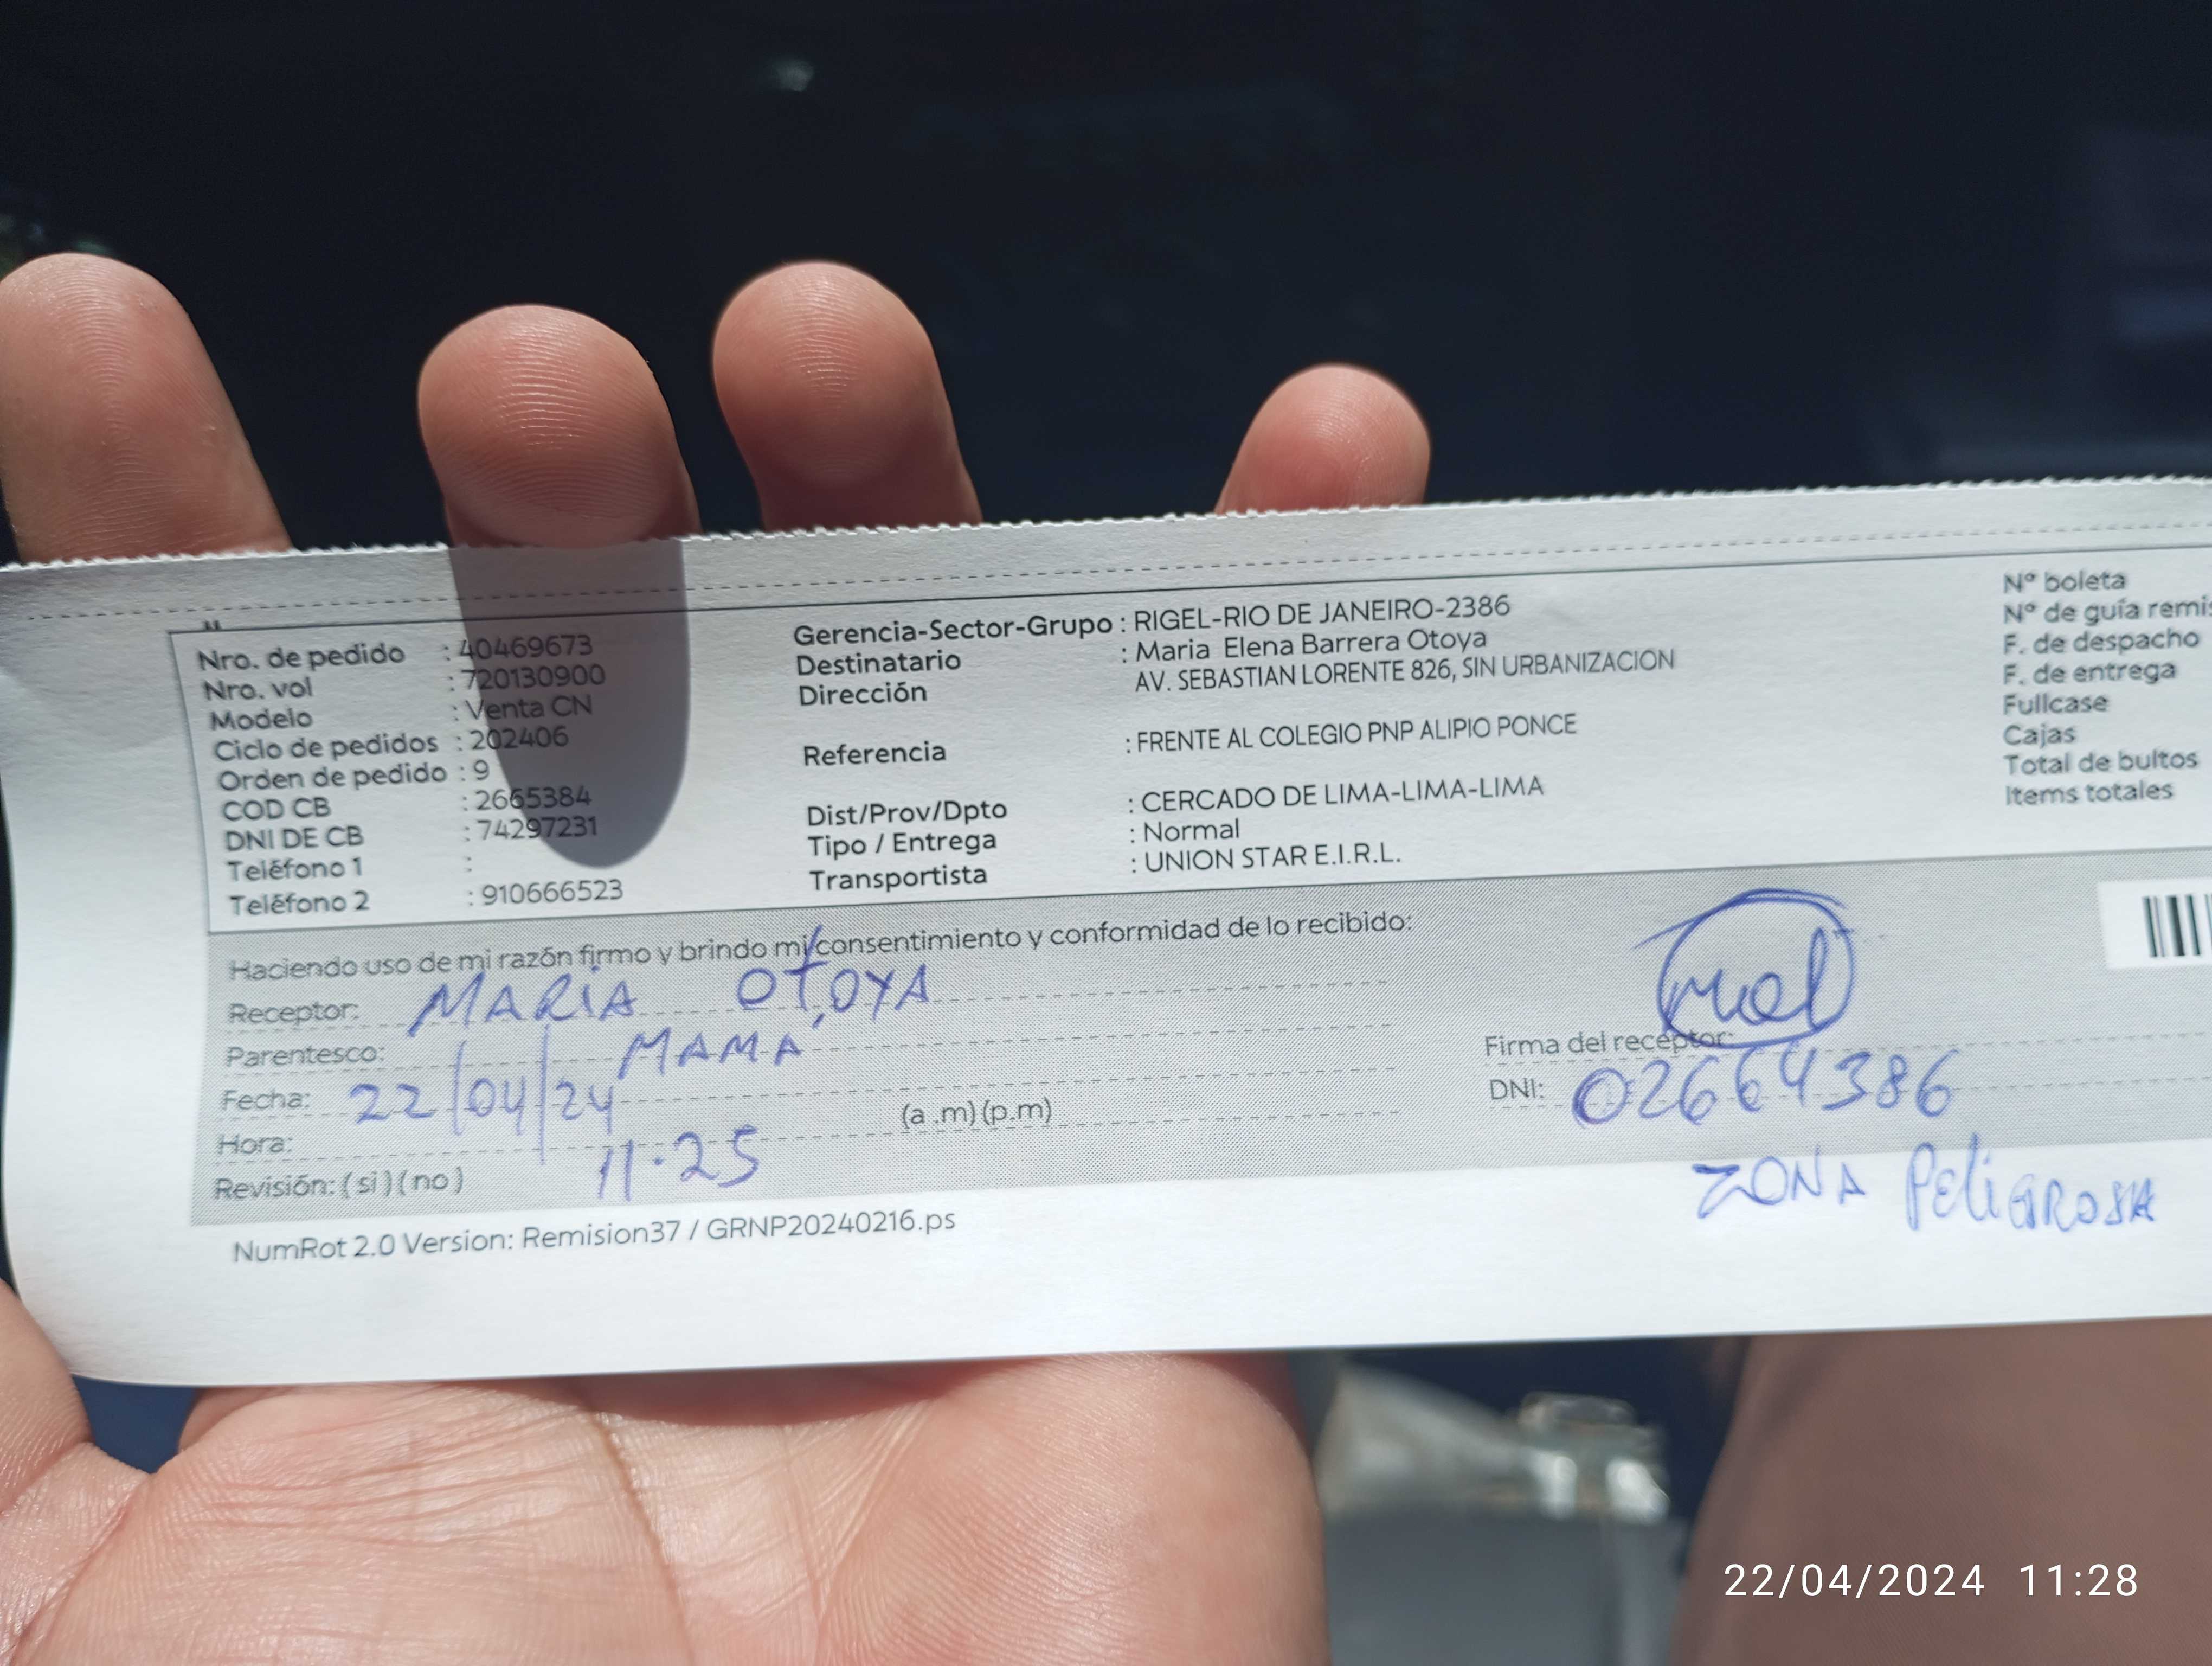 Nro. de pedido : 40469673
Nro. vol : 720130900
Modelo : Venta CN
Ciclo de pedidos : 202406
Orden de pedido : 9
COD CB : 2665384
DNI DE CB : 74297231
Teléfono 1 :
Teléfono 2 : 910666523
Gerencia-Sector-Grupo : RIGEL-RIO DE JANEIRO-2386
Destinatario : Maria Elena Barrera Otoya
Dirección AV. SEBASTIAN LORENTE 826, SIN URBANIZACION
Referencia : FRENTE AL COLEGIO PNP ALIPIO PONCE
Dist/Prov/Dpto : CERCADO DE LIMA-LIMA-LIMA
Tipo / Entrega : Normal
Transportista : UNION STAR E.I.R.L.
N° boleta
N° de guía remis
F. de despacho
F. de entrega
Fullcase
Cajas
Total de bultos
Items totales
Haciendo uso de mi razón firmo y brindo mi consentimiento y conformidad de lo recibido:
Receptor: MARIA OTOYA
Parentesco: MAMA
Fecha: 22/04/24
Hora: 11.25 (a .m) (p.m)
Revisión: (si) (no)
Firma del receptor:
DNI: 02664386
ZONA PELIGROSA
NumRot 2.0 Version: Remision37 / GRNP20240216.ps
22/04/2024 11:28